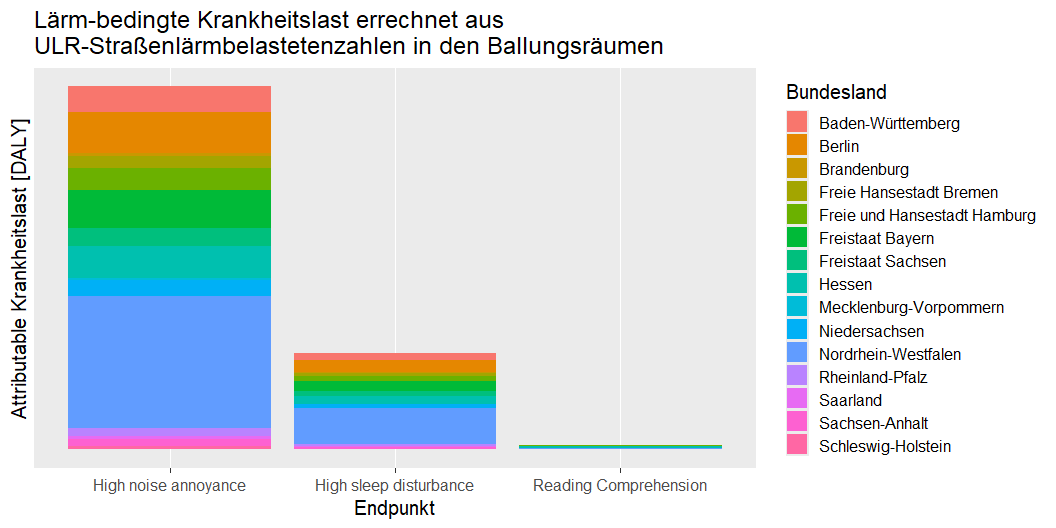 Lärm-bedingte Krankheitslast errechnet aus
ULR-Straßenlärmbelastetenzahlen in den Ballungsräumen
Attributable Krankheitslast [DALY]
High noise annoyance
High sleep disturbance
Reading Comprehension
Endpunkt
Bundesland
Baden-Württemberg
Berlin
Brandenburg
Freie Hansestadt Bremen
Freie und Hansestadt Hamburg
Freistaat Bayern
Freistaat Sachsen
Hessen
Mecklenburg-Vorpommern
Niedersachsen
Nordrhein-Westfalen
Rheinland-Pfalz
Saarland
Sachsen-Anhalt
Schleswig-Holstein